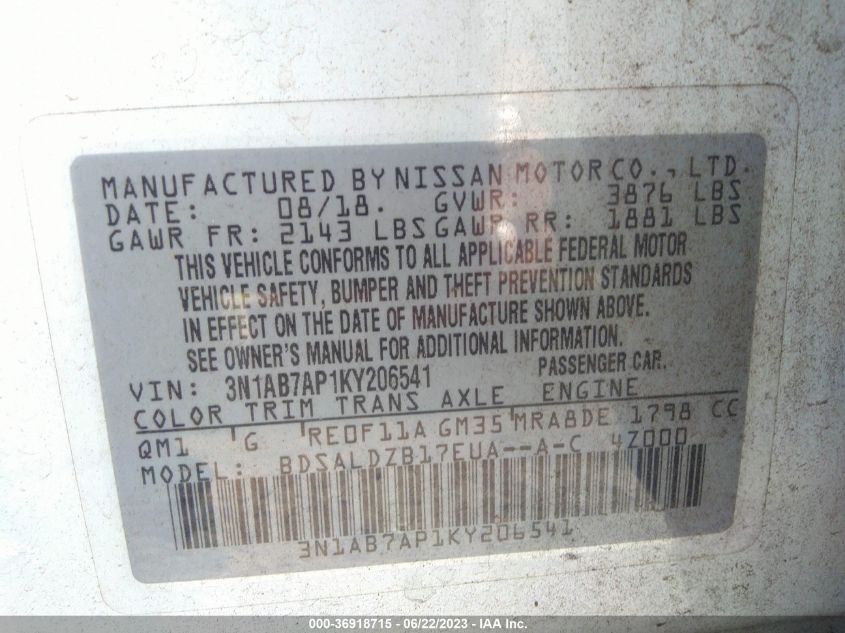 MANUFACTURED BY NISSAN MOTOR CO., LTD.
DATE: 08/18. GVWR: 3876 LBS
GAWR FR: 2143 LBS GAWR RR: 1881 LBS
THIS VEHICLE CONFORMS TO ALL APPLICABLE FEDERAL MOTOR
VEHICLE SAFETY, BUMPER AND THEFT PREVENTION STANDARDS
IN EFFECT ON THE DATE OF MANUFACTURE SHOWN ABOVE.
SEE OWNER'S MANUAL FOR ADDITIONAL INFORMATION.
VIN: 3N1AB7AP1KY206541 PASSENGER CAR.
COLOR TRIM TRANS AXLE ENGINE
QM1 'G 'RE0F11A GM35'MRA8DE 1798 CC
MODEL: BDSALDZB17EUA--A-C 4Z000
3N1AB7AP1KY206541
000-36918715 - 06/22/2023 - IAA Inc.